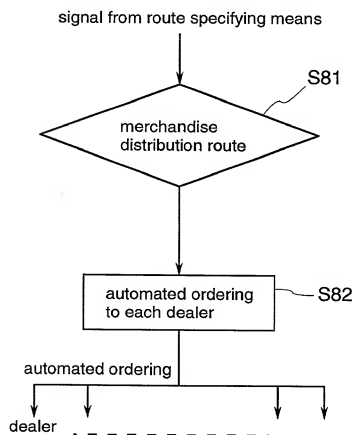 signal from route specifying means
S81
merchandise
distribution route
automated ordering
to each dealer
S82
automated ordering
dealer